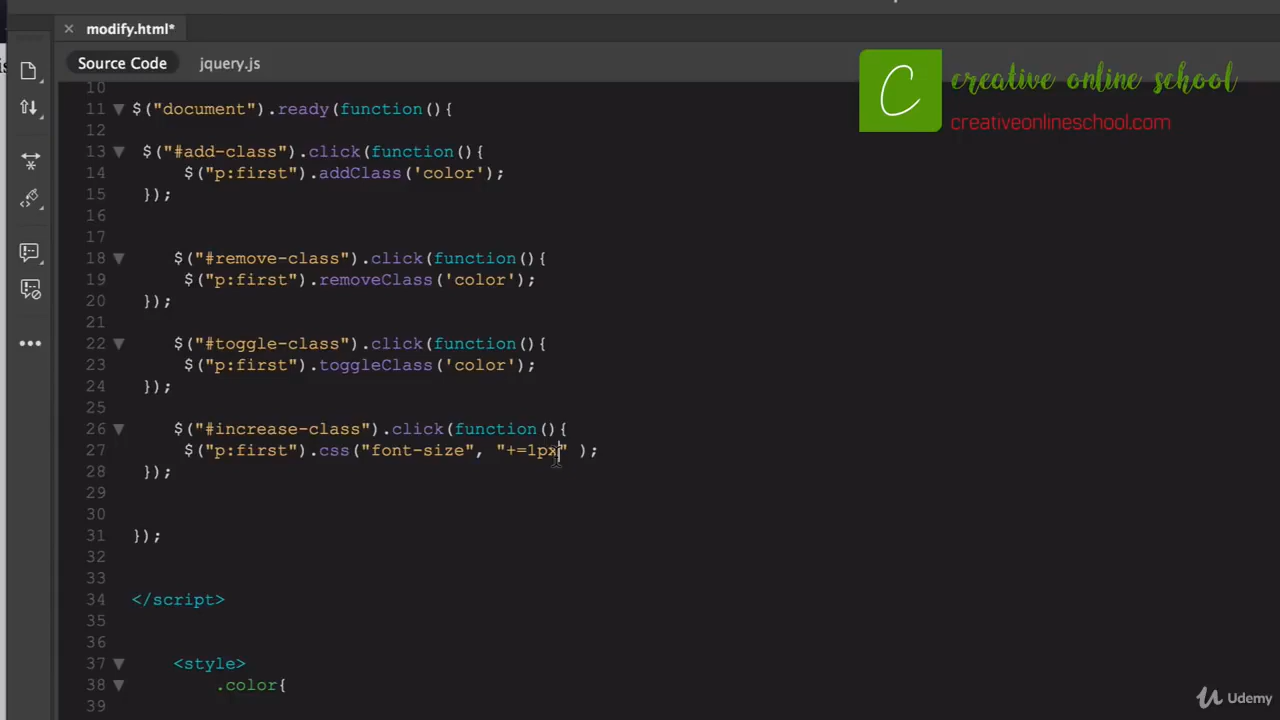 modify.html*
Source Code jquery.js
creative online school
creativeonlineschool.com
C
10
11 $("document").ready(function(){
12
13 $("#add-class").click(function(){
14 $("p:first").addClass('color');
15 });
16
17
18 $("#remove-class").click(function(){
19 $("p:first").removeClass('color');
20 });
21
22 $("#toggle-class").click(function(){
23 $("p:first").toggleClass('color');
24 });
25
26 $("#increase-class").click(function(){
27 $("p:first").css("font-size", "+=1px" );
28 });
29
30
31 });
32
33
34 </script>
35
36
37 <style>
38 .color{
39
Udemy